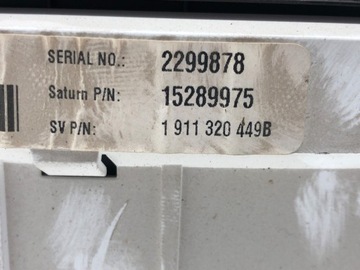 SERIAL NO.: 2299878
Saturn P/N: 15289975
SV P/N: 1 911 320 449B